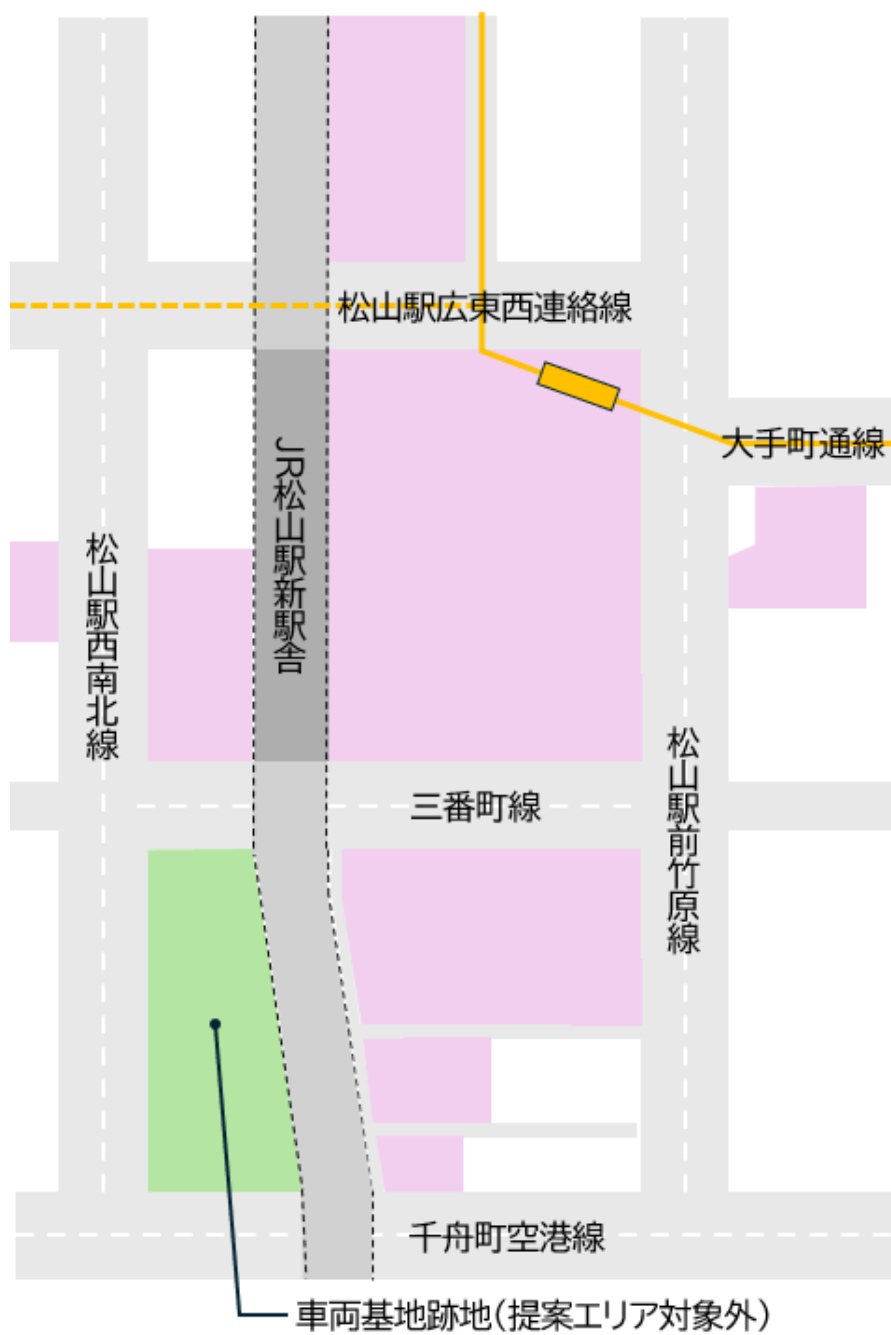 松山駅広東西連絡線
大手町通線
JR松山駅新駅舎
松山駅西南北線
松山駅前竹原線
三番町線
千舟町空港線
車両基地跡地(提案エリア対象外)